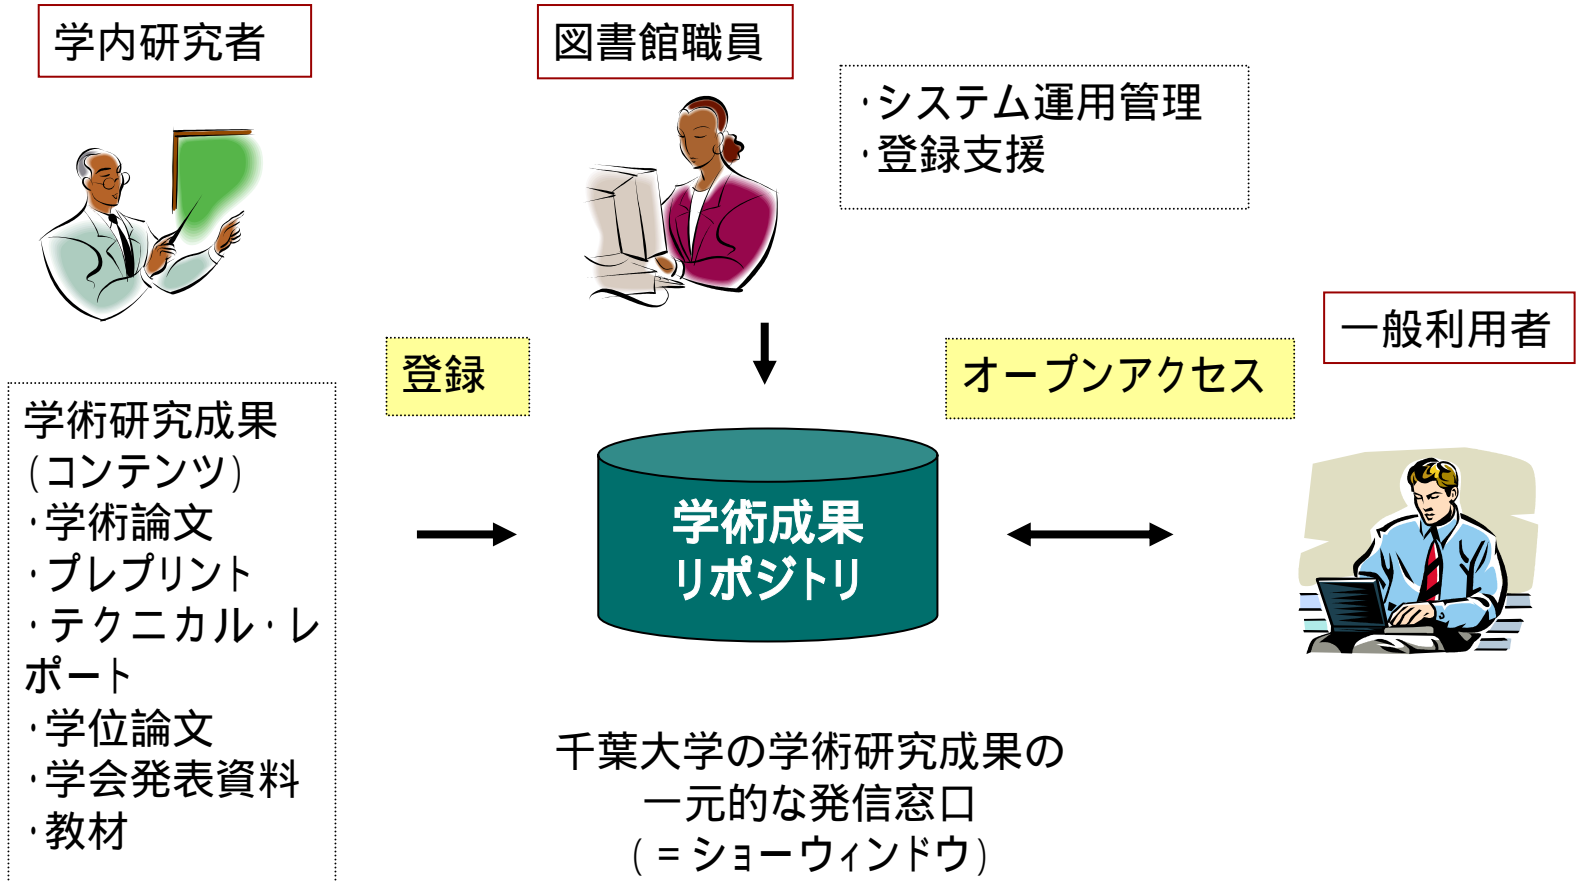 学内研究者
図書館職員
・システム運用管理
・登録支援
一般利用者
登録
オープンアクセス
学術研究成果
(コンテンツ)
・学術論文
・プレプリント
・テクニカル・レ
ポート
・学位論文
・学会発表資料
・教材
学術成果
リポジトリ
千葉大学の学術研究成果の
一元的な発信窓口
(=ショーウィンドウ)